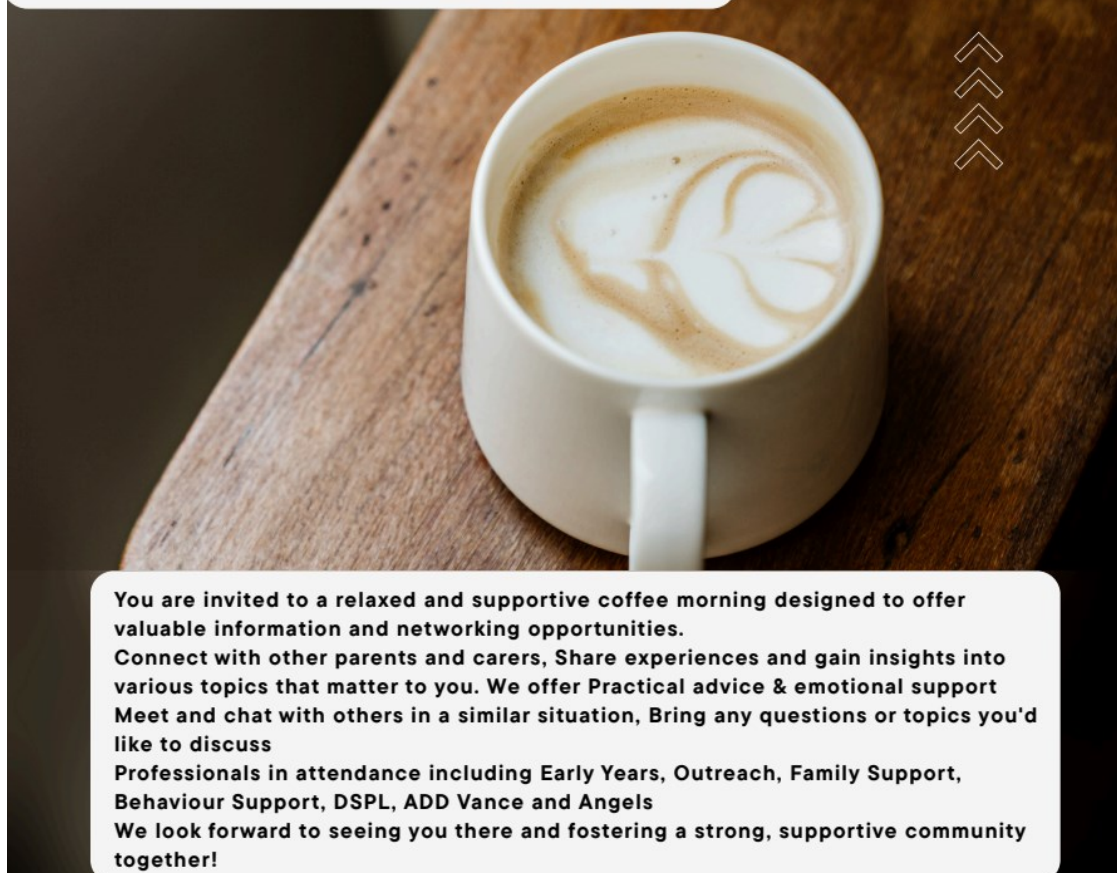 You are invited to a relaxed and supportive coffee morning designed to offer
valuable information and networking opportunities.
Connect with other parents and carers, Share experiences and gain insights into
various topics that matter to you. We offer Practical advice & emotional support
Meet and chat with others in a similar situation, Bring any questions or topics you'd
like to discuss
Professionals in attendance including Early Years, Outreach, Family Support,
Behaviour Support, DSPL, ADD Vance and Angels
We look forward to seeing you there and fostering a strong, supportive community
together!